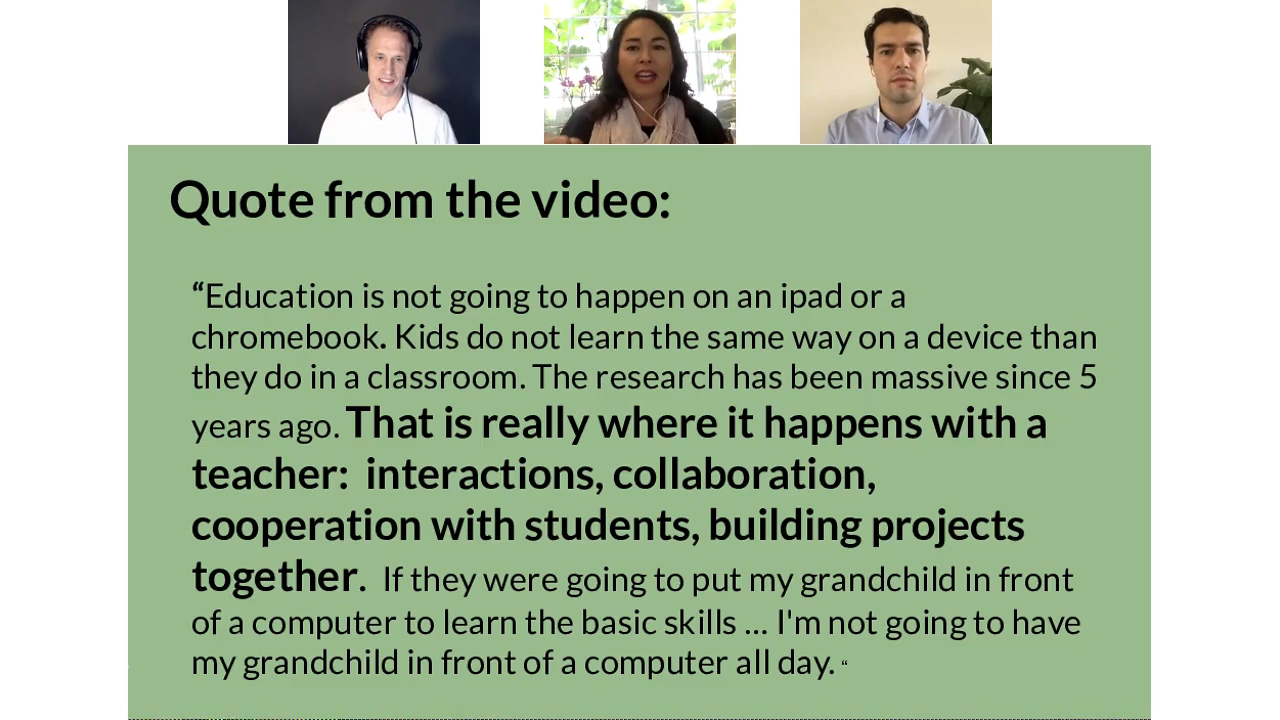 Quote from the video:
“Education is not going to happen on an ipad or a
chromebook. Kids do not learn the same way on a device than
they do in a classroom. The research has been massive since 5
years ago. That is really where it happens with a
teacher:  interactions, collaboration,
cooperation with students, building projects
together.  If they were going to put my grandchild in front
of a computer to learn the basic skills ... I'm not going to have
my grandchild in front of a computer all day. “